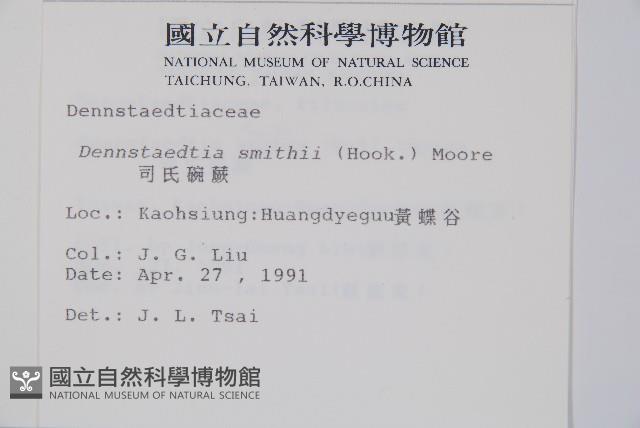 國立自然科學博物館
NATIONAL MUSEUM OF NATURAL SCIENCE
TAICHUNG, TAIWAN, R.O.CHINA
Dennstaedtiaceae
Dennstaedtia smithii (Hook.) Moore
司氏碗蕨
Loc.: Kaohsiung:Huangdyeguu黃蝶谷
Col.: J. G. Liu
Date: Apr. 27 , 1991
Det.: J. L. Tsai
國立自然科學博物館
NATIONAL MUSEUM OF NATURAL SCIENCE